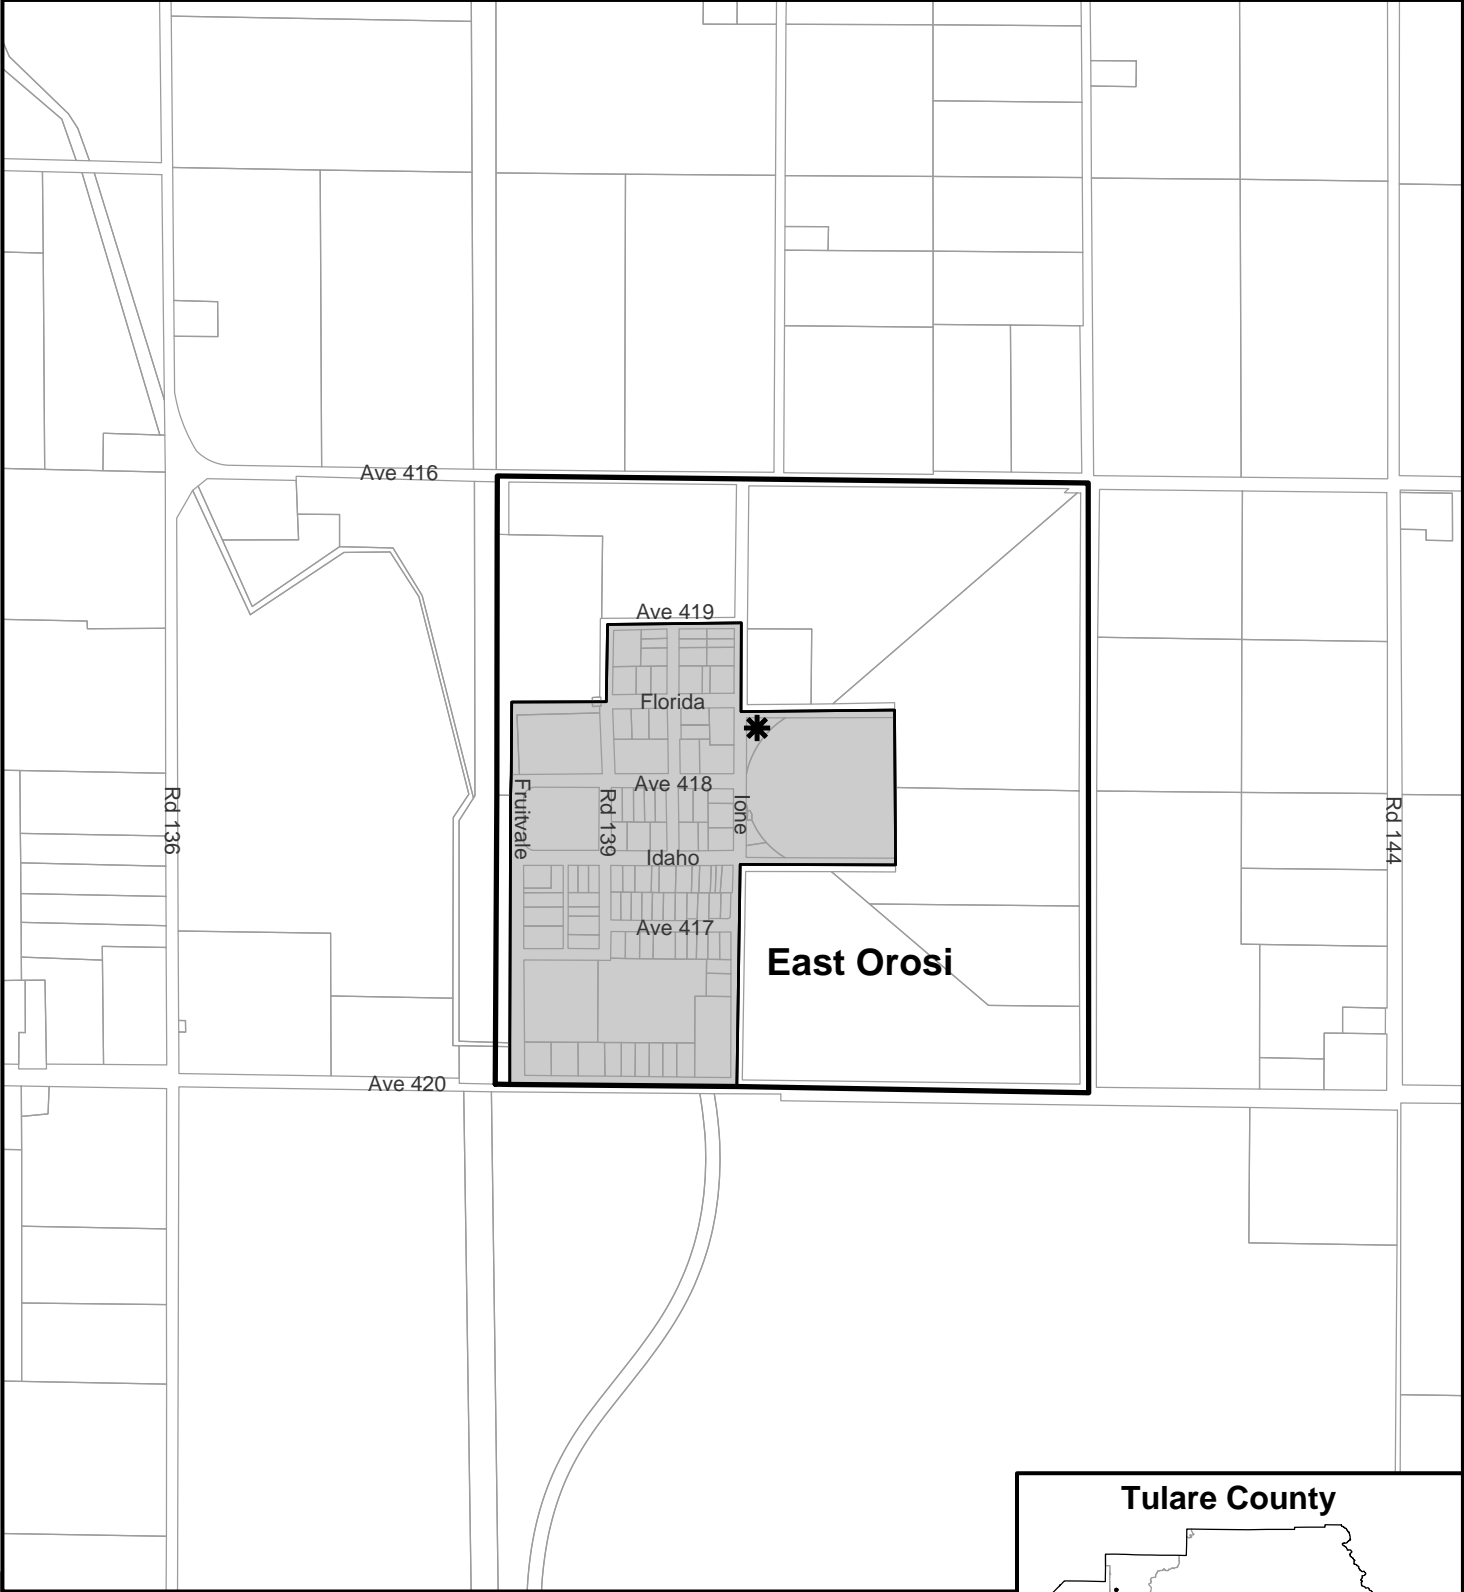 Ave 416
Ave 419
Florida
Ave 418
Fruitvale
Rd 139
Ione
Rd 136
Rd 144
Idaho
Ave 417
East Orosi
Ave 420
Tulare County